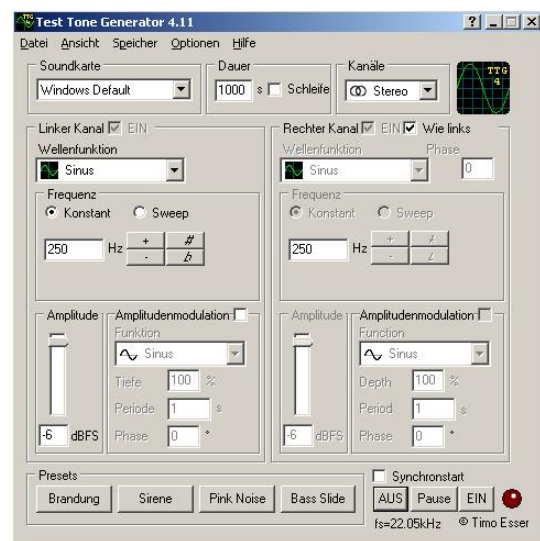 Test Tone Generator 4.11
Datei Ansicht Speicher Optionen Hilfe
Soundkarte
Windows Default
Dauer
1000 s Schleife
Kanäle
Stereo
TTG
4
Linker Kanal EIN
Wellenfunktion
Sinus
Frequenz
Konstant Sweep
250 Hz + #
- b
Amplitude
-6 dBFS
Amplitudenmodulation
Funktion
Sinus
Tiefe 100 %
Periode 1 s
Phase 0 °
Rechter Kanal EIN Wie links
Wellenfunktion Phase
Sinus 0
Frequenz
Konstant Sweep
250 Hz + 
-
Amplitude
-6 dBFS
Amplitudenmodulation
Function
Sinus
Depth 100 %
Period 1 s
Phase 0 °
Presets
Brandung Sirene Pink Noise Bass Slide
Synchronstart
AUS Pause EIN
fs=22.05kHz © Timo Esser